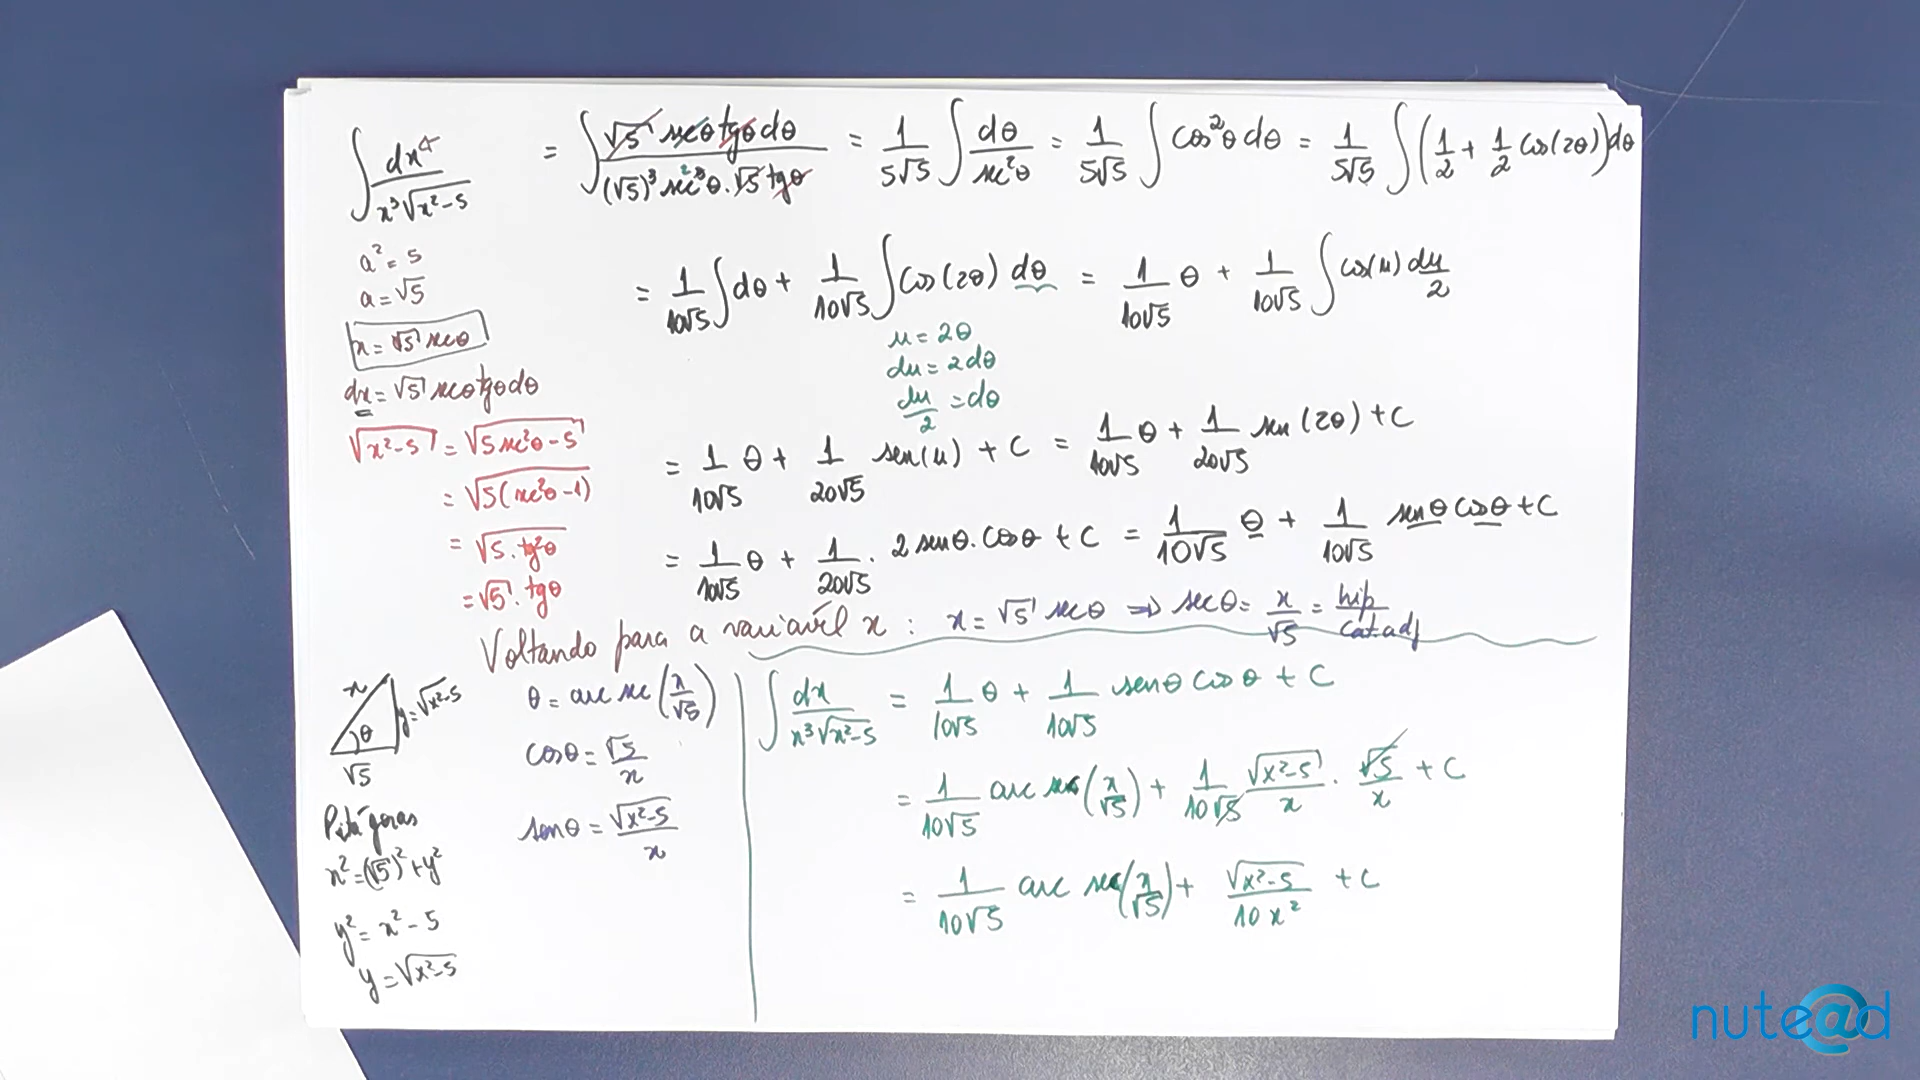 ∫ dx / (x³√(x²-5)) = ∫ √5 secθ tgθ dθ / ((√5)³ sec³θ . √5 tgθ) = 1/(5√5) ∫ dθ/sec²θ = 1/(5√5) ∫ cos²θ dθ = 1/(5√5) ∫ (1/2 + 1/2 cos(2θ)) dθ
a² = 5
a = √5
x = √5 secθ
dx = √5 secθ tgθ dθ
√(x²-5) = √(5sec²θ-5)
= √(5(sec²θ-1))
= √(5.tg²θ)
= √5 . tgθ
= 1/(10√5) ∫ dθ + 1/(10√5) ∫ cos(2θ) dθ = 1/(10√5) θ + 1/(10√5) ∫ cos(u) du/2
u = 2θ
du = 2dθ
du/2 = dθ
= 1/(10√5) θ + 1/(20√5) sen(u) + C = 1/(10√5) θ + 1/(20√5) sen(2θ) + C
= 1/(10√5) θ + 1/(20√5) . 2 senθ.cosθ + C = 1/(10√5) θ + 1/(10√5) senθ cosθ + C
Voltando para a variável x : x = √5 secθ ⇒ secθ = x/√5 = hip/cat.adj
x
y=√(x²-5)
θ
√5
Pitágoras
x² = (√5)² + y²
y² = x² - 5
y = √(x²-5)
θ = arc sec(x/√5)
cosθ = √5/x
senθ = √(x²-5)/x
∫ dx / (x³√(x²-5)) = 1/(10√5) θ + 1/(10√5) senθ cosθ + C
= 1/(10√5) arc sec(x/√5) + 1/(10√5) √(x²-5)/x . √5/x + C
= 1/(10√5) arc sec(x/√5) + √(x²-5)/(10x²) + C
nute@d